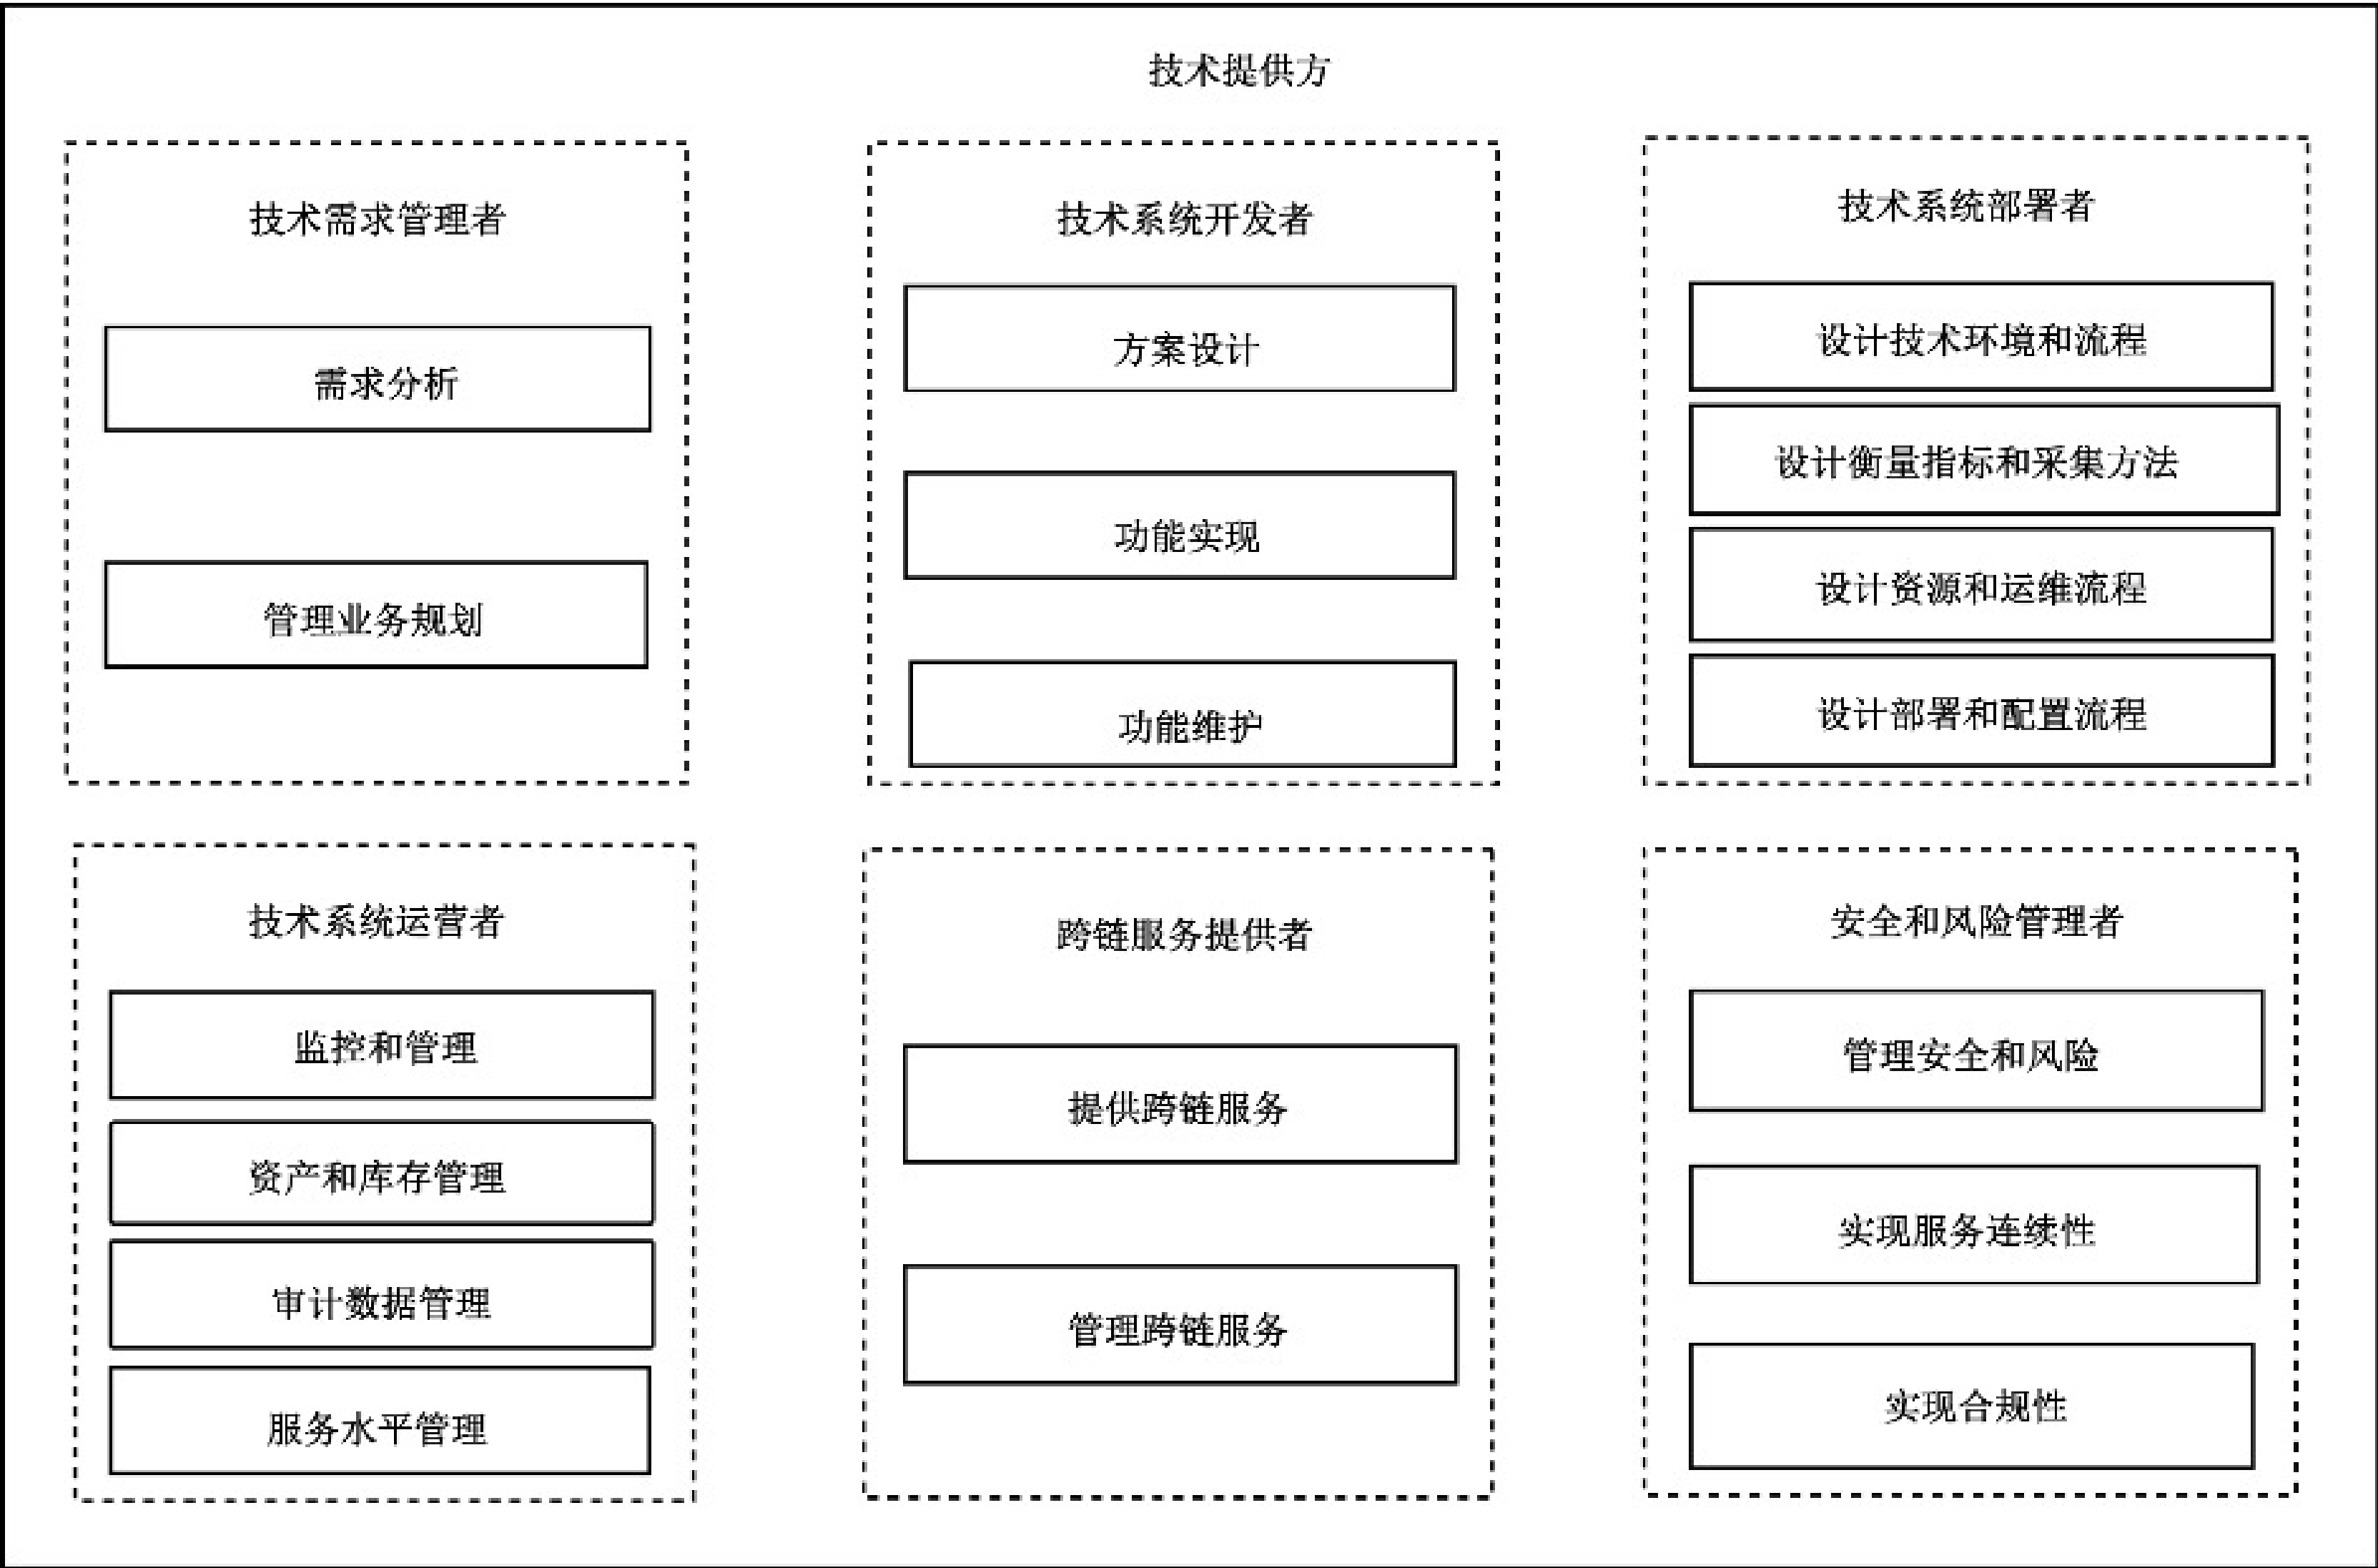 技术提供方
技术需求管理者
需求分析
管理业务规划
技术系统开发者
方案设计
功能实现
功能维护
技术系统部署者
设计技术环境和流程
设计衡量指标和采集方法
设计资源和运维流程
设计部署和配置流程
技术系统运营者
监控和管理
资产和库存管理
审计数据管理
服务水平管理
跨链服务提供者
提供跨链服务
管理跨链服务
安全和风险管理者
管理安全和风险
实现服务连续性
实现合规性